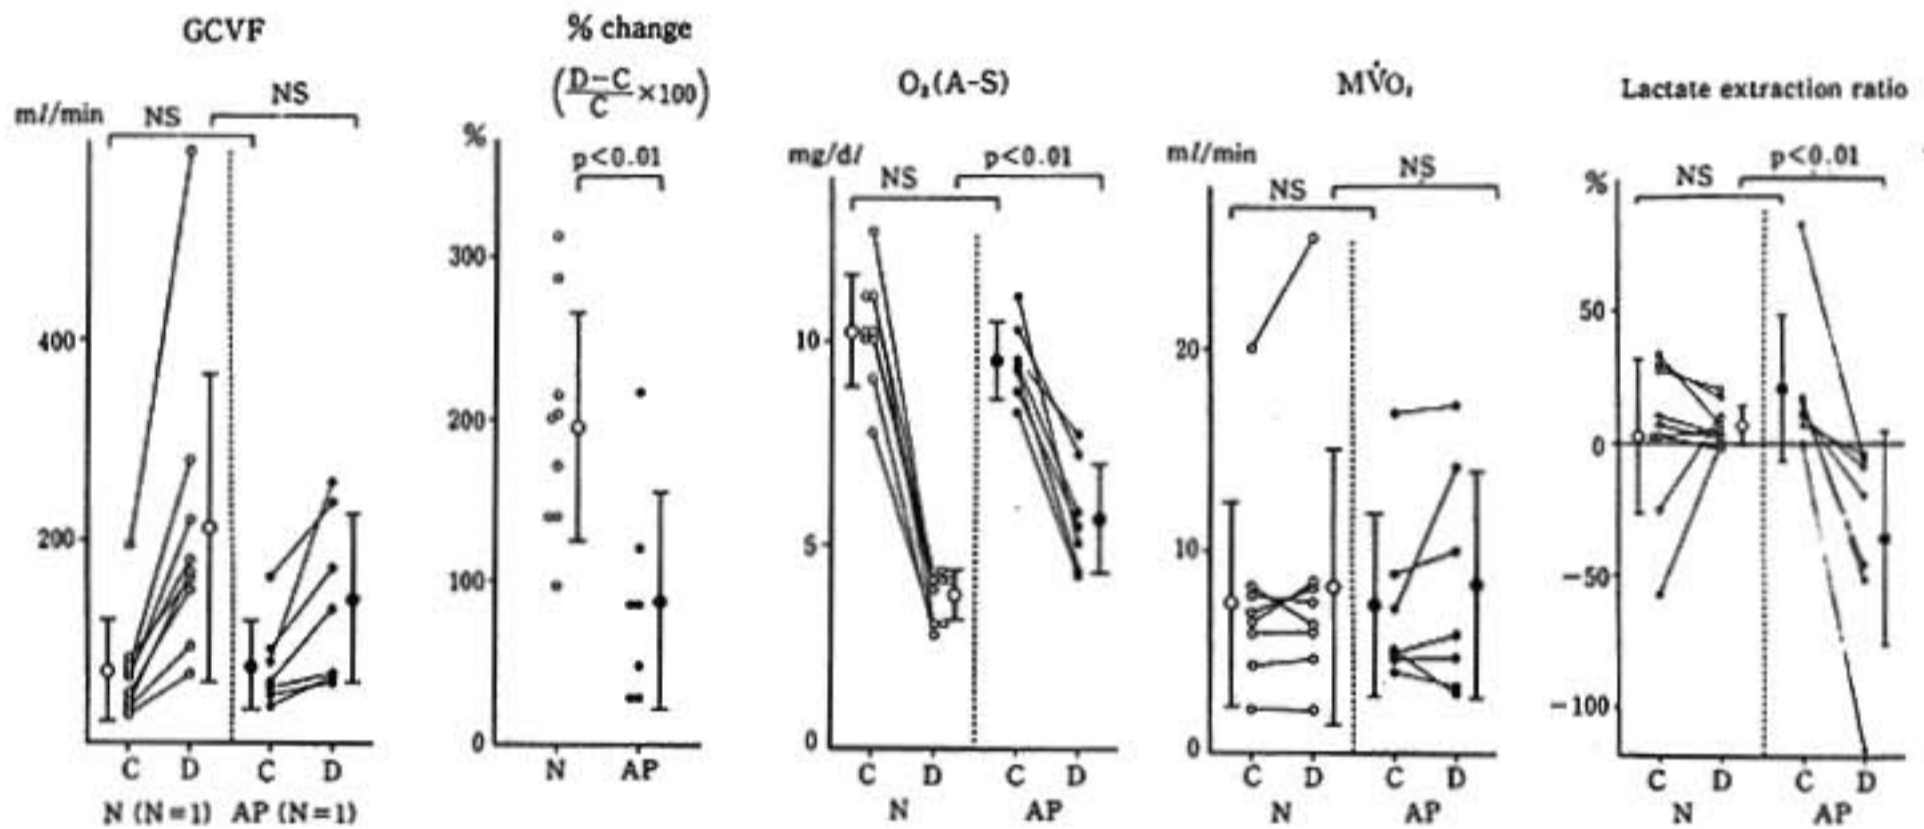 GCVF
ml/min
NS
NS
400
200
C
D
C
D
N (N=1)
AP (N=1)
% change
(D-C/C ×100)
%
p<0.01
300
200
100
0
N
AP
O₂(A-S)
mg/dl
NS
p<0.01
10
5
0
C
D
C
D
N
AP
MV̇O₂
ml/min
NS
NS
20
10
0
C
D
C
D
N
AP
Lactate extraction ratio
%
NS
p<0.01
50
0
-50
-100
C
D
C
D
N
AP